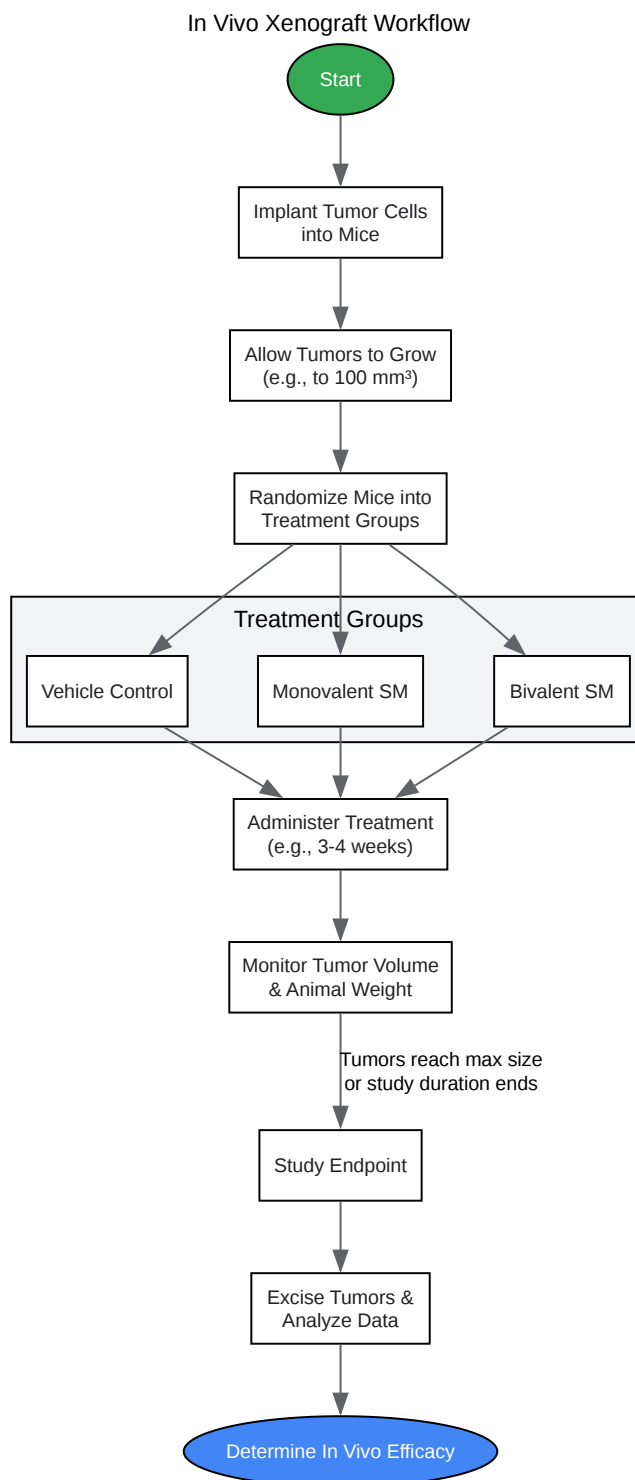 In Vivo Xenograft Workflow
Start
Implant Tumor Cells
into Mice
Allow Tumors to Grow
(e.g., to 100 mm³)
Randomize Mice into
Treatment Groups
Treatment Groups
Vehicle Control
Monovalent SM
Bivalent SM
Administer Treatment
(e.g., 3-4 weeks)
Monitor Tumor Volume
& Animal Weight
Tumors reach max size
or study duration ends
Study Endpoint
Excise Tumors &
Analyze Data
Determine In Vivo Efficacy